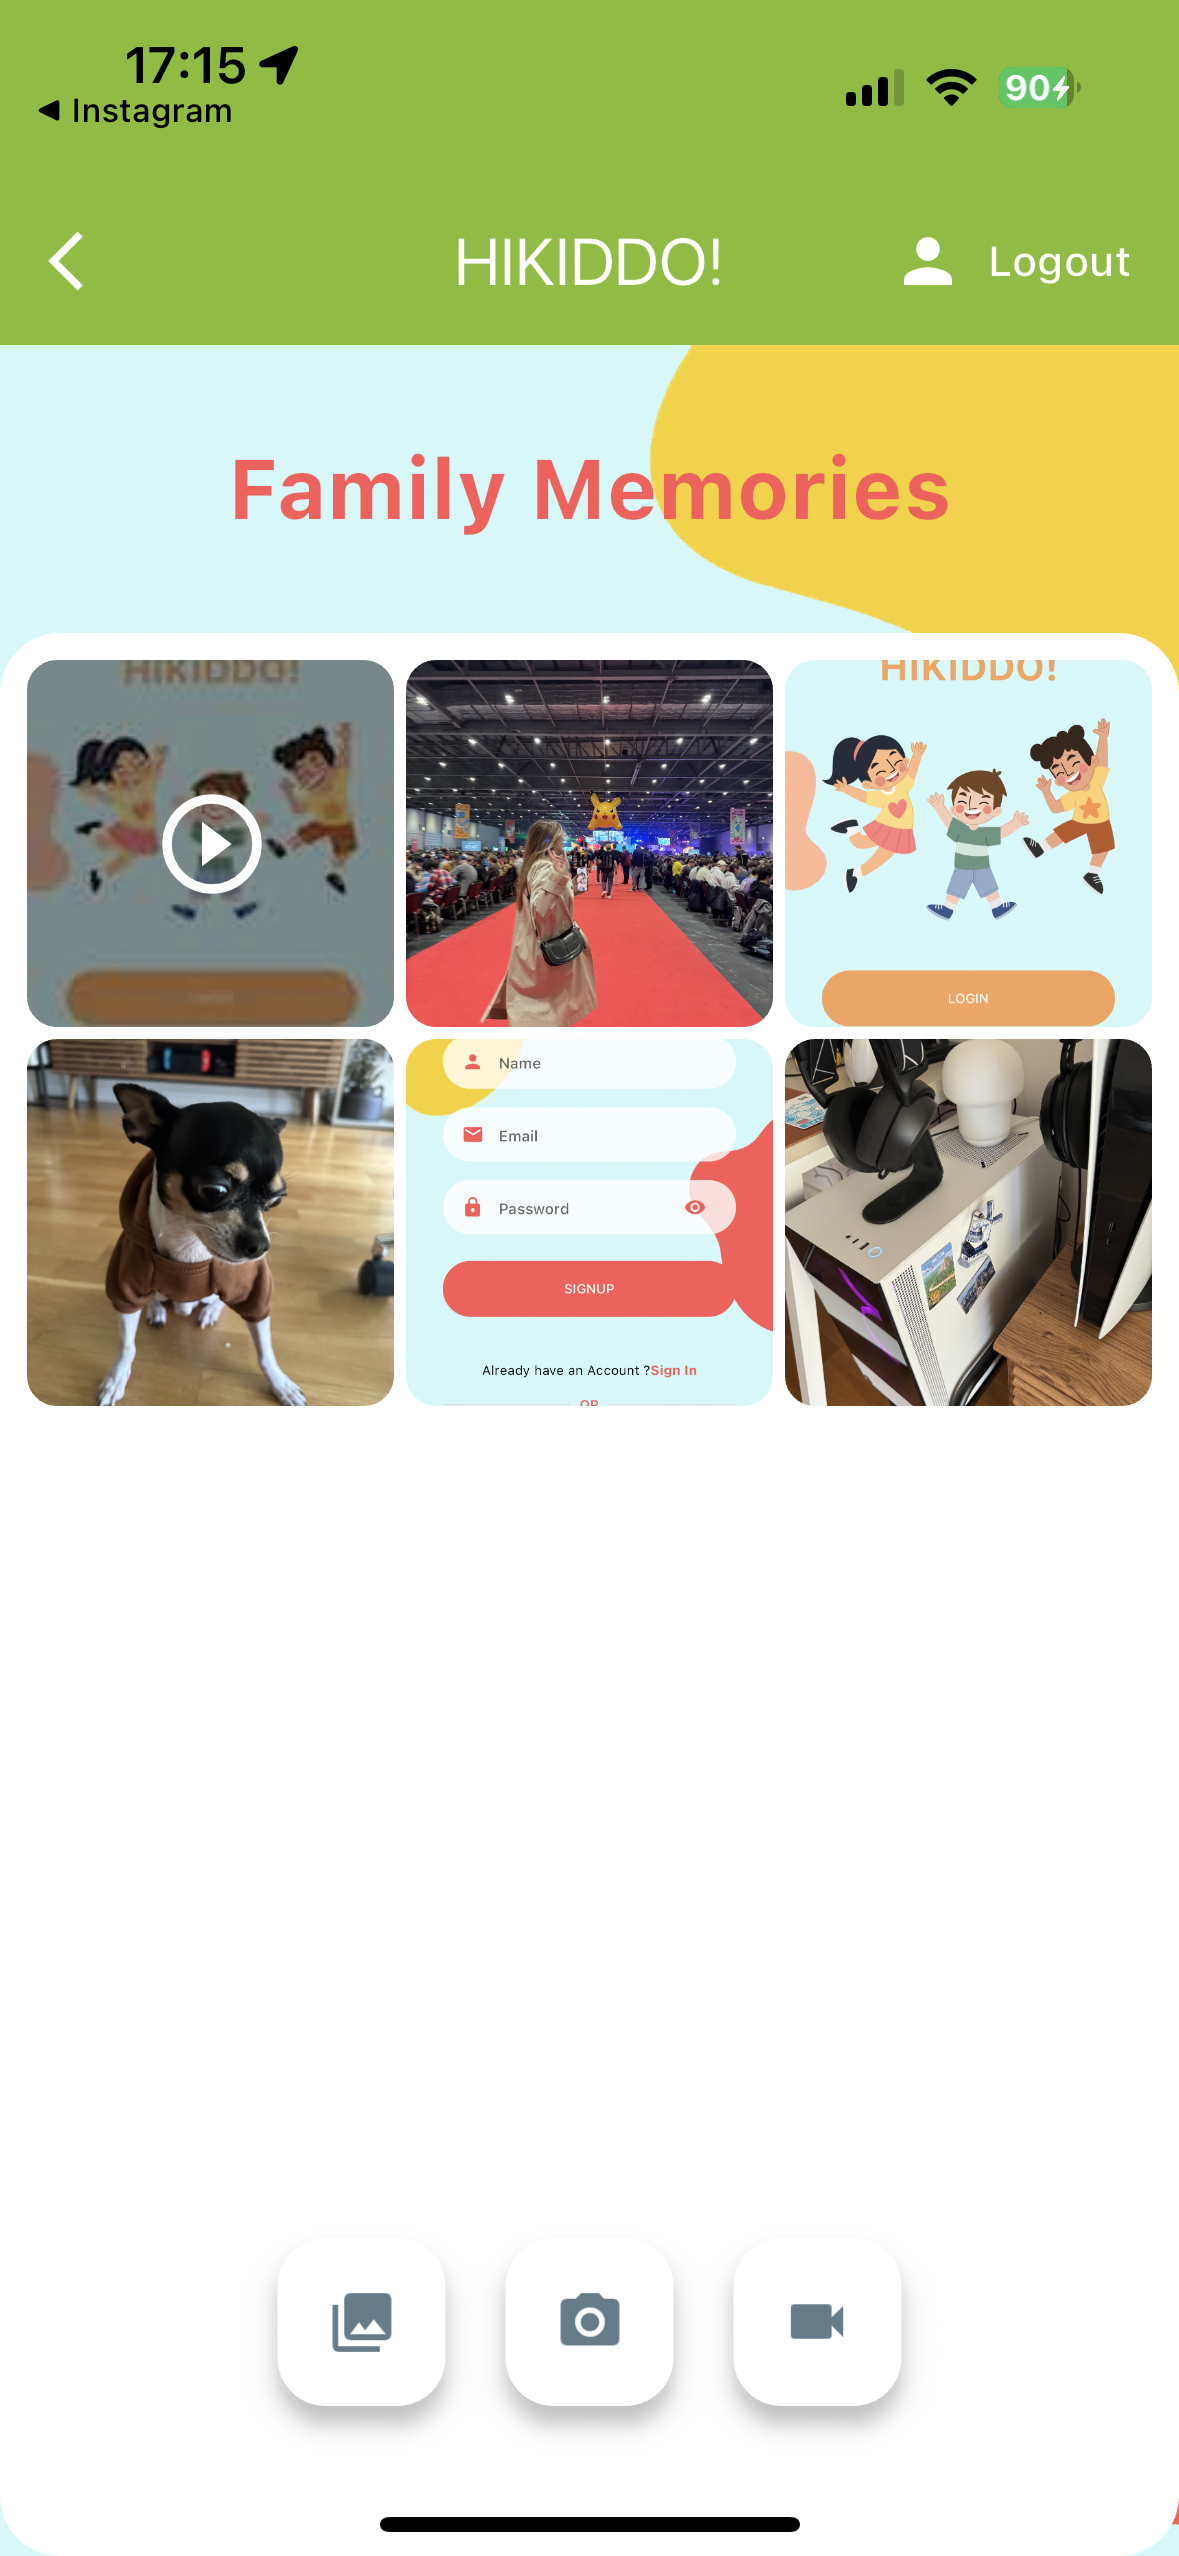 17:15
Instagram
90
HIKIDDO!
Logout
Family Memories
HIKIDDO!
HIKIDDO!
LOGIN
Name
Email
Password
SIGNUP
Already have an Account ?Sign In
OR